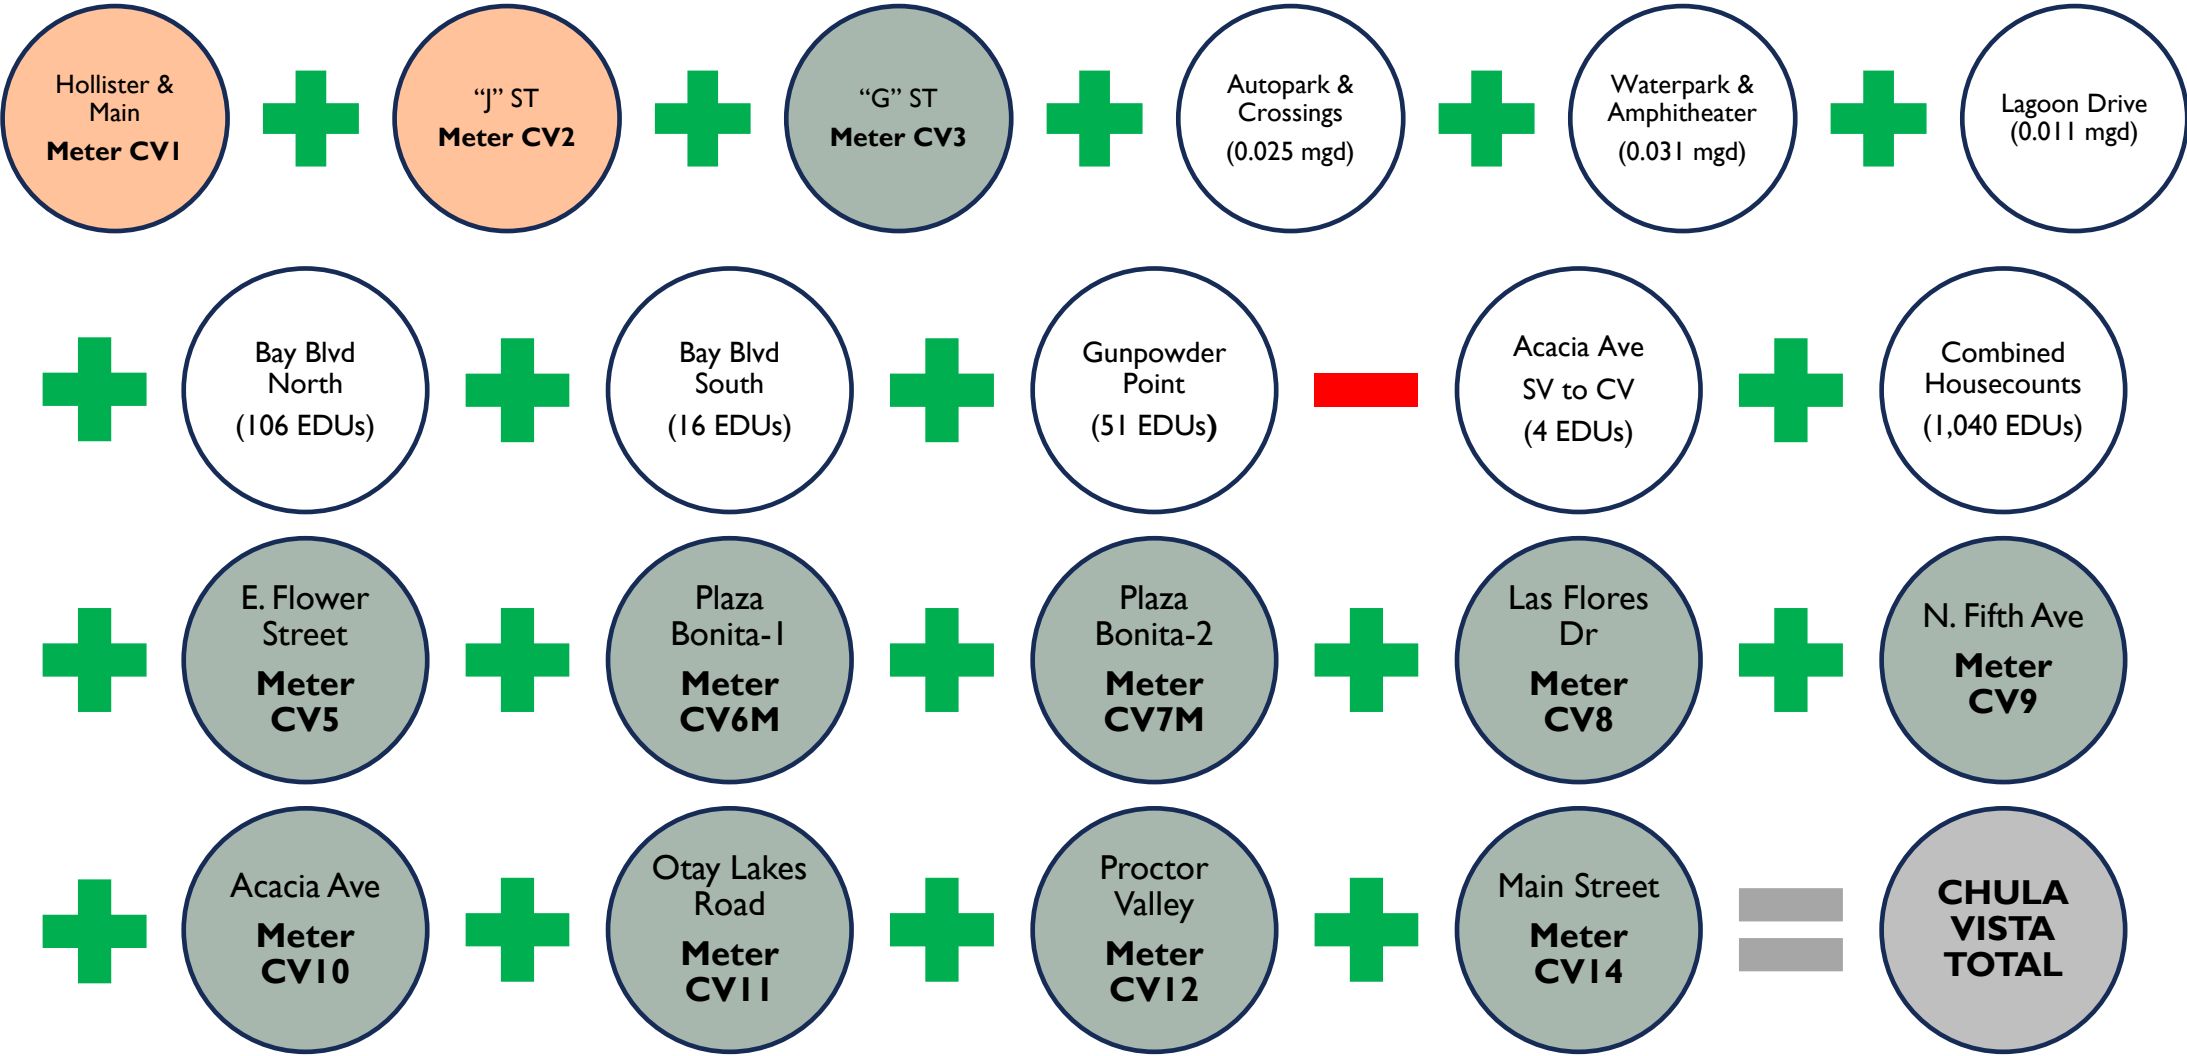 Hollister &
Main
Meter CV1
“J” ST
Meter CV2
“G” ST
Meter CV3
Autopark &
Crossings
(0.025 mgd)
Waterpark &
Amphitheater
(0.031 mgd)
Lagoon Drive
(0.011 mgd)
Bay Blvd
North
(106 EDUs)
Bay Blvd
South
(16 EDUs)
Gunpowder
Point
(51 EDUs)
Acacia Ave
SV to CV
(4 EDUs)
Combined
Housecounts
(1,040 EDUs)
E. Flower
Street
Meter
CV5
Plaza
Bonita-1
Meter
CV6M
Plaza
Bonita-2
Meter
CV7M
Las Flores
Dr
Meter
CV8
N. Fifth Ave
Meter
CV9
Acacia Ave
Meter
CV10
Otay Lakes
Road
Meter
CV11
Proctor
Valley
Meter
CV12
Main Street
Meter
CV14
CHULA
VISTA
TOTAL